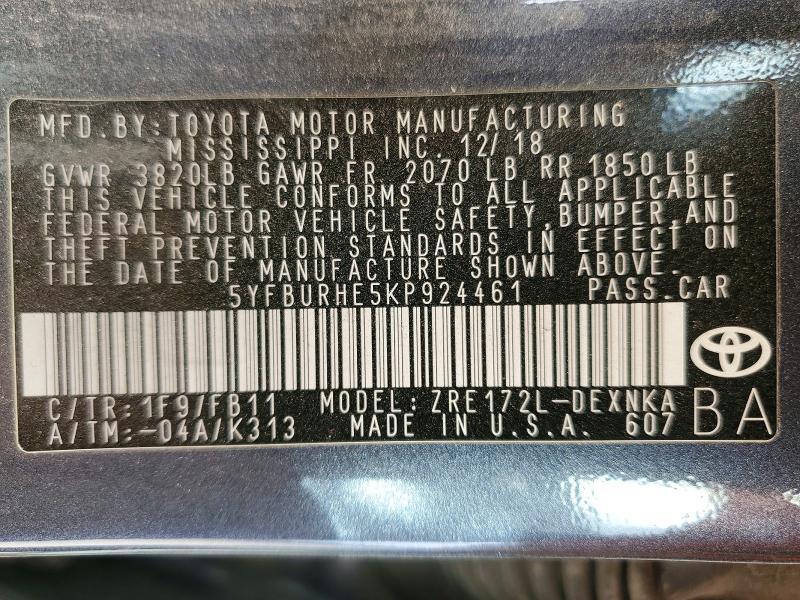 MFD. BY: TOYOTA MOTOR MANUFACTURING
MISSISSIPPI INC. 12/18
GVWR 3820LB GAWR FR. 2070 LB RR 1850 LB
THIS VEHICLE CONFORMS TO ALL APPLICABLE
FEDERAL MOTOR VEHICLE SAFETY, BUMPER, AND
THEFT PREVENTION STANDARDS IN EFFECT ON
THE DATE OF MANUFACTURE SHOWN ABOVE.
5YFBURHE5KP924461 PASS. CAR
C/TR: 1F9/FB11 MODEL: ZRE172L-DEXNKA
A/TM: -04A/K313 MADE IN U.S.A. 607
BA